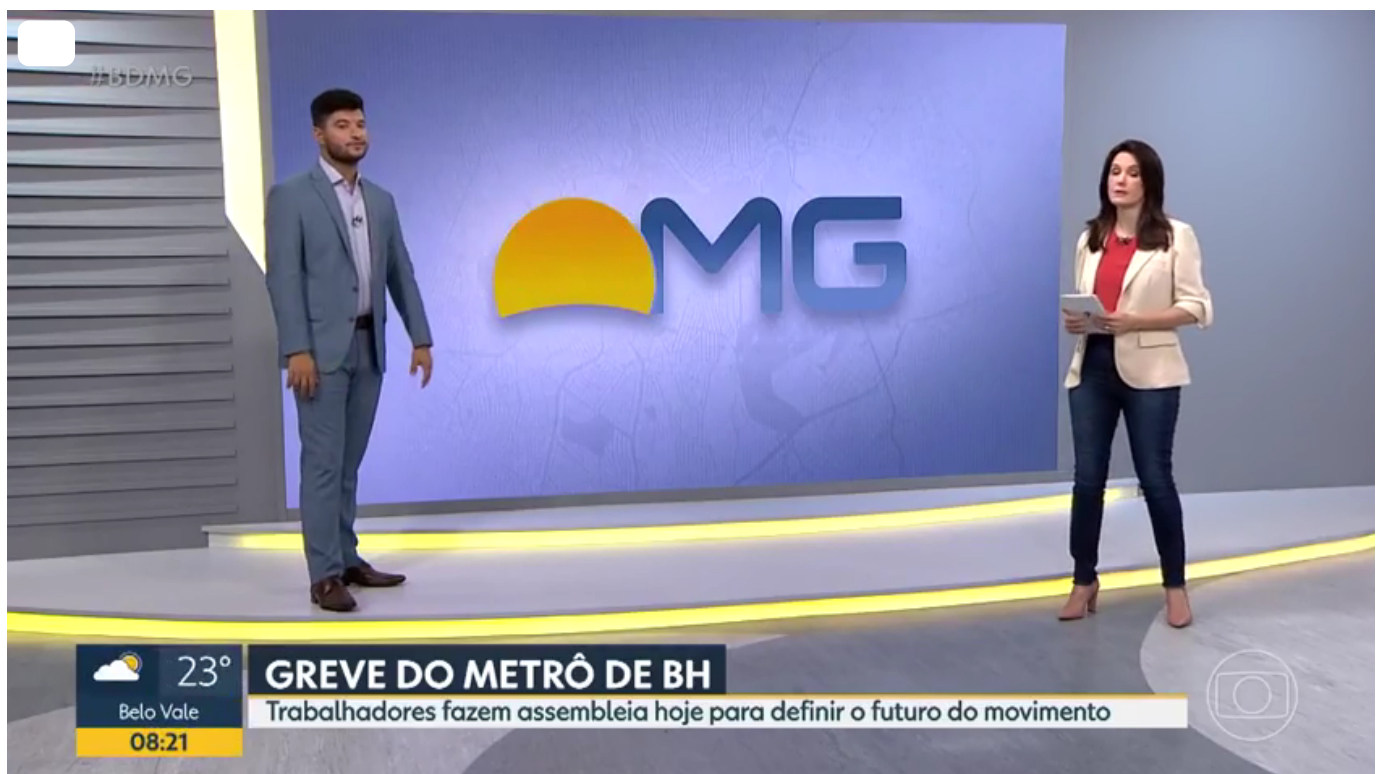 #BDMG
MG
23°
Belo Vale
08:21
GREVE DO METRÔ DE BH
Trabalhadores fazem assembleia hoje para definir o futuro do movimento